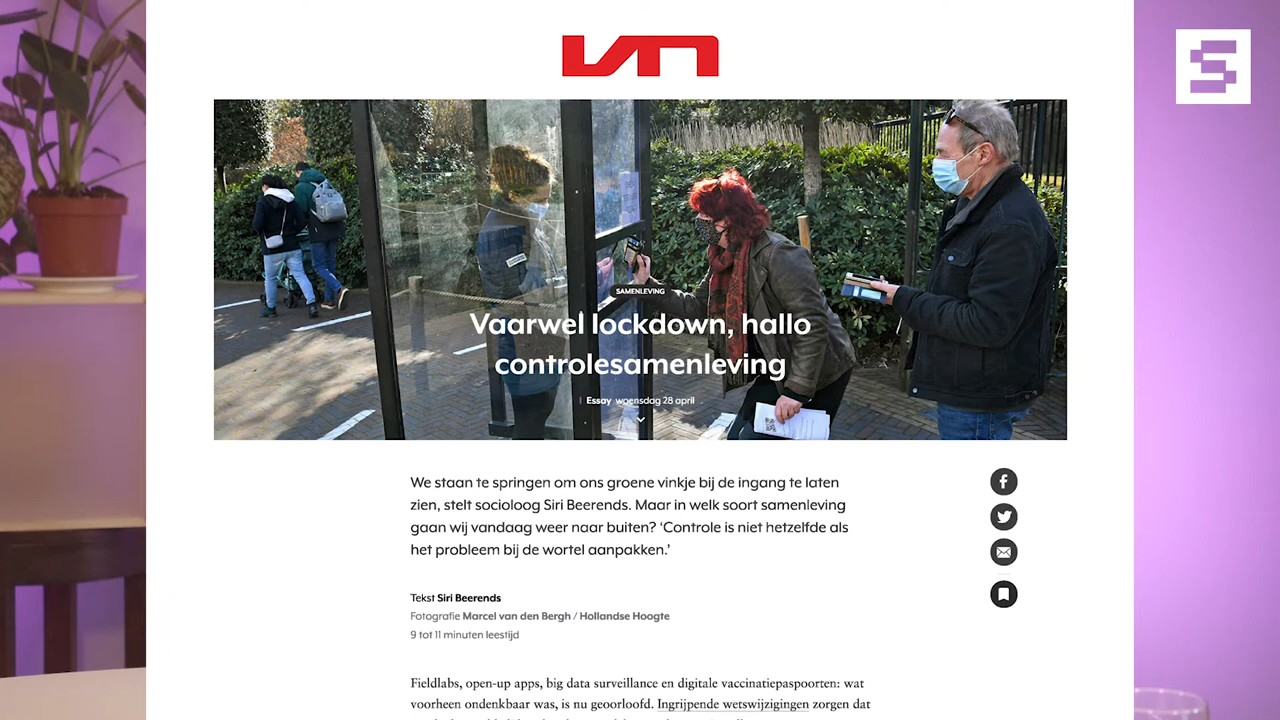 VN
S
SAMENLEVING
Vaarwel lockdown, hallo
controlesamenleving
| Essay woensdag 28 april
We staan te springen om ons groene vinkje bij de ingang te laten
zien, stelt socioloog Siri Beerends. Maar in welk soort samenleving
gaan wij vandaag weer naar buiten? ‘Controle is niet hetzelfde als
het probleem bij de wortel aanpakken.’
Tekst Siri Beerends
Fotografie Marcel van den Bergh / Hollandse Hoogte
9 tot 11 minuten leestijd
Fieldlabs, open-up apps, big data surveillance en digitale vaccinatiepaspoorten: wat
voorheen ondenkbaar was, is nu geoorloofd. Ingrijpende wetswijzigingen zorgen dat